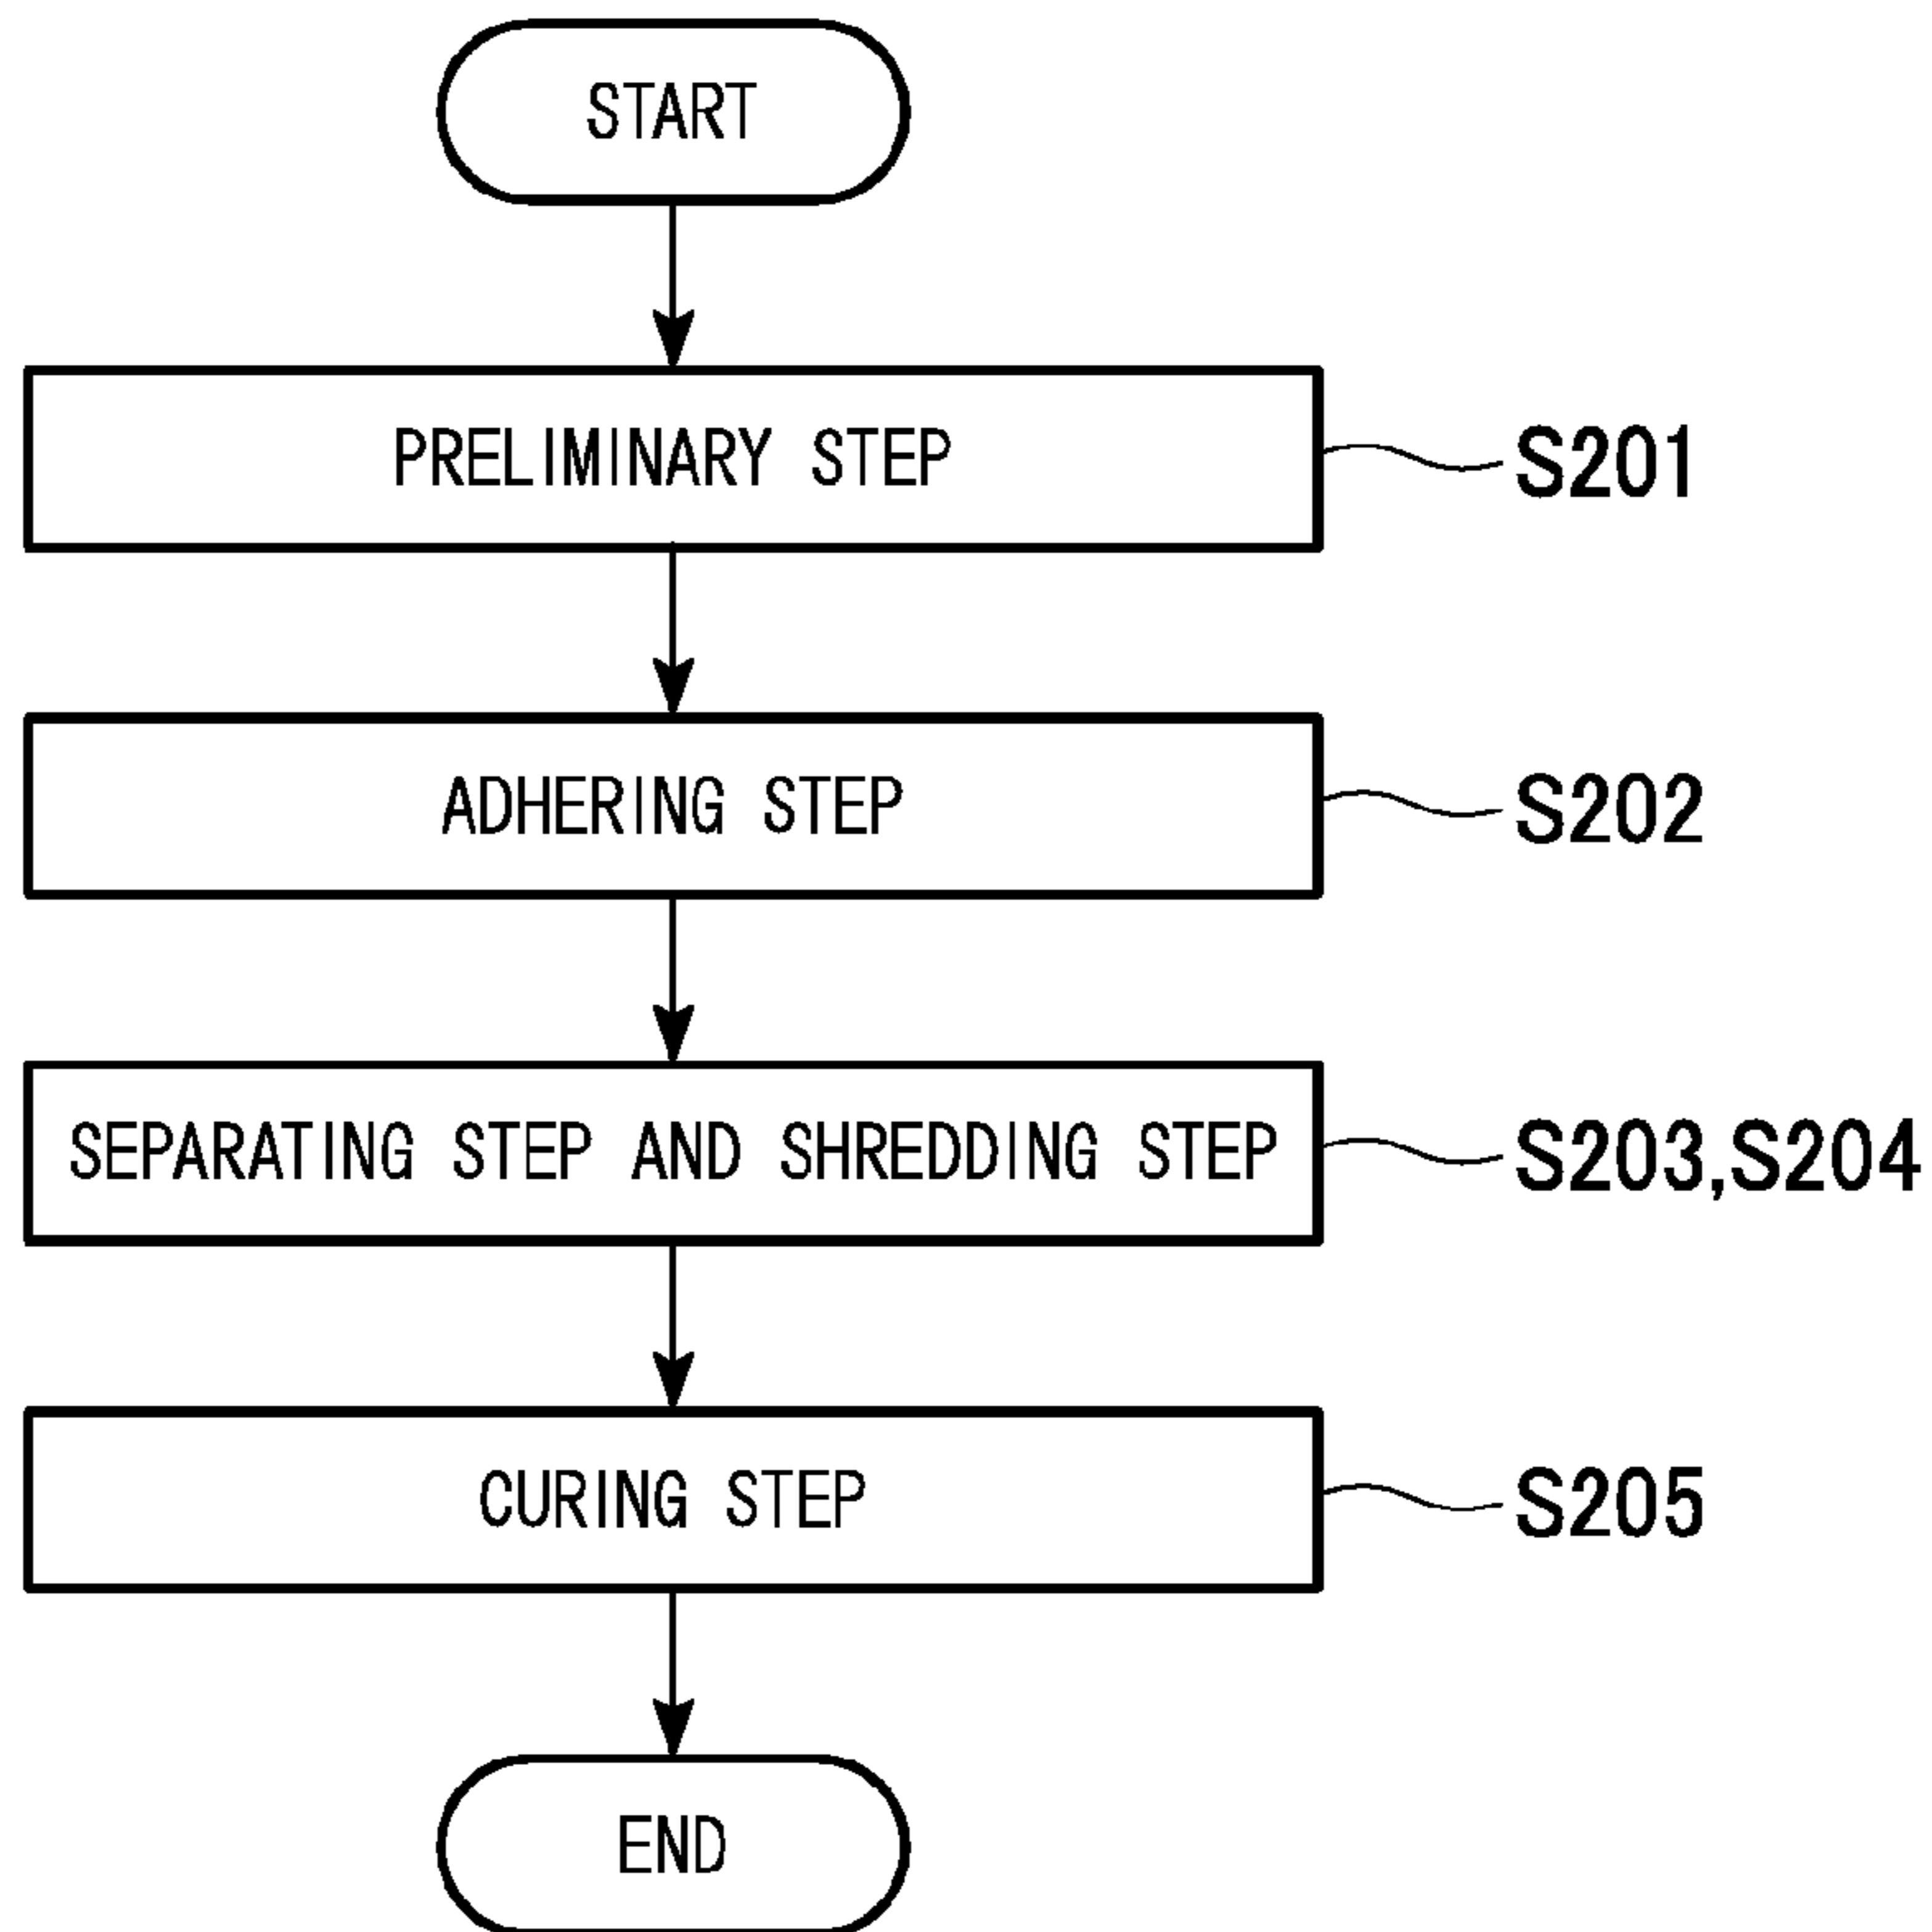 START
PRELIMINARY STEP
S201
ADHERING STEP
S202
SEPARATING STEP AND SHREDDING STEP
S203,S204
CURING STEP
S205
END